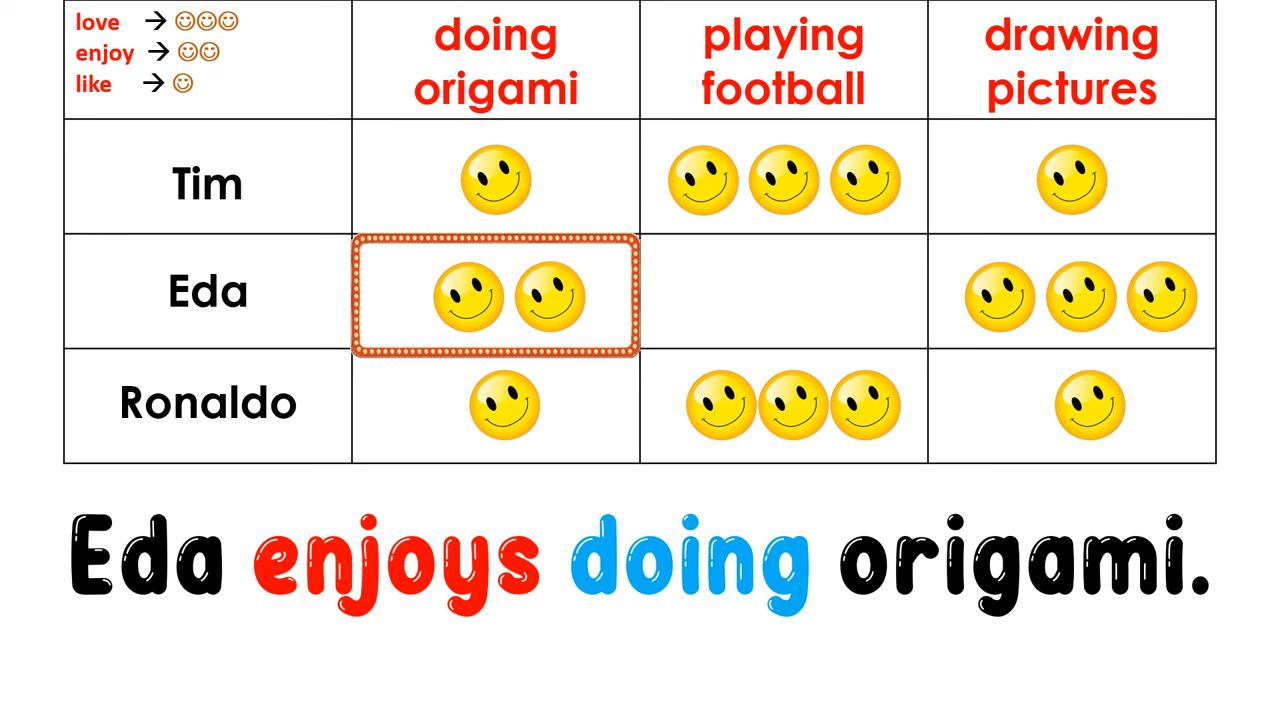 love →
enjoy →
like →
doing
origami
playing
football
drawing
pictures
Tim
Eda
Ronaldo
Eda enjoys doing origami.